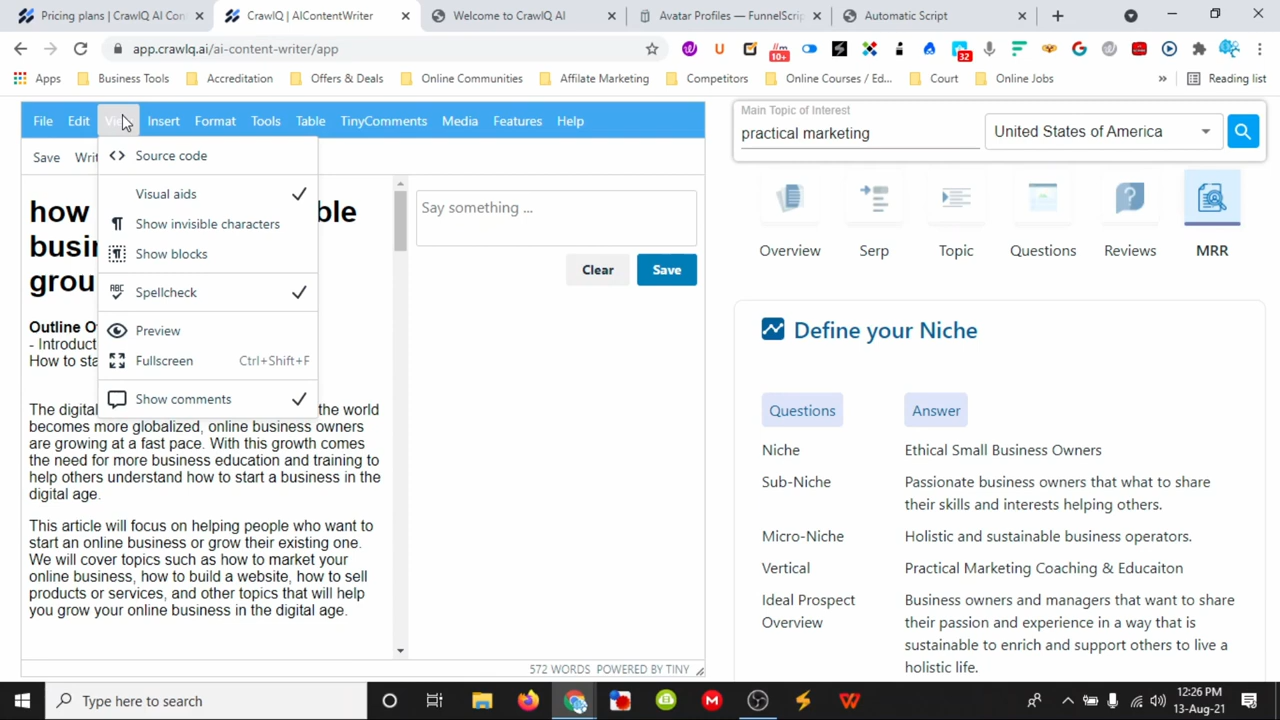 Pricing plans | CrawlQ AI Con
CrawlQ | AIContentWriter
Welcome to CrawlQ AI
Avatar Profiles — FunnelScri
Automatic Script
app.crawlq.ai/ai-content-writer/app
10+
32
Apps
Business Tools
Accreditation
Offers & Deals
Online Communities
Affilate Marketing
Competitors
Online Courses / Ed...
Court
Online Jobs
»
Reading list
File Edit View Insert Format Tools Table TinyComments Media Features Help
Save Writ
Source code
Visual aids
Show invisible characters
Show blocks
Spellcheck
Preview
Fullscreen Ctrl+Shift+F
Show comments
how ble
busin
grou
Outline O
- Introduct
How to sta
The digital the world
becomes more globalized, online business owners
are growing at a fast pace. With this growth comes
the need for more business education and training to
help others understand how to start a business in the
digital age.
This article will focus on helping people who want to
start an online business or grow their existing one.
We will cover topics such as how to market your
online business, how to build a website, how to sell
products or services, and other topics that will help
you grow your online business in the digital age.
572 WORDS POWERED BY TINY
Say something ...
Clear
Save
Main Topic of Interest
practical marketing
United States of America
Overview
Serp
Topic
Questions
Reviews
MRR
Define your Niche
Questions Answer
Niche Ethical Small Business Owners
Sub-Niche Passionate business owners that what to share
their skills and interests helping others.
Micro-Niche Holistic and sustainable business operators.
Vertical Practical Marketing Coaching & Educaiton
Ideal Prospect Business owners and managers that want to share
Overview their passion and experience in a way that is
sustainable to enrich and support others to live a
holistic life.
Type here to search
12:26 PM
13-Aug-21